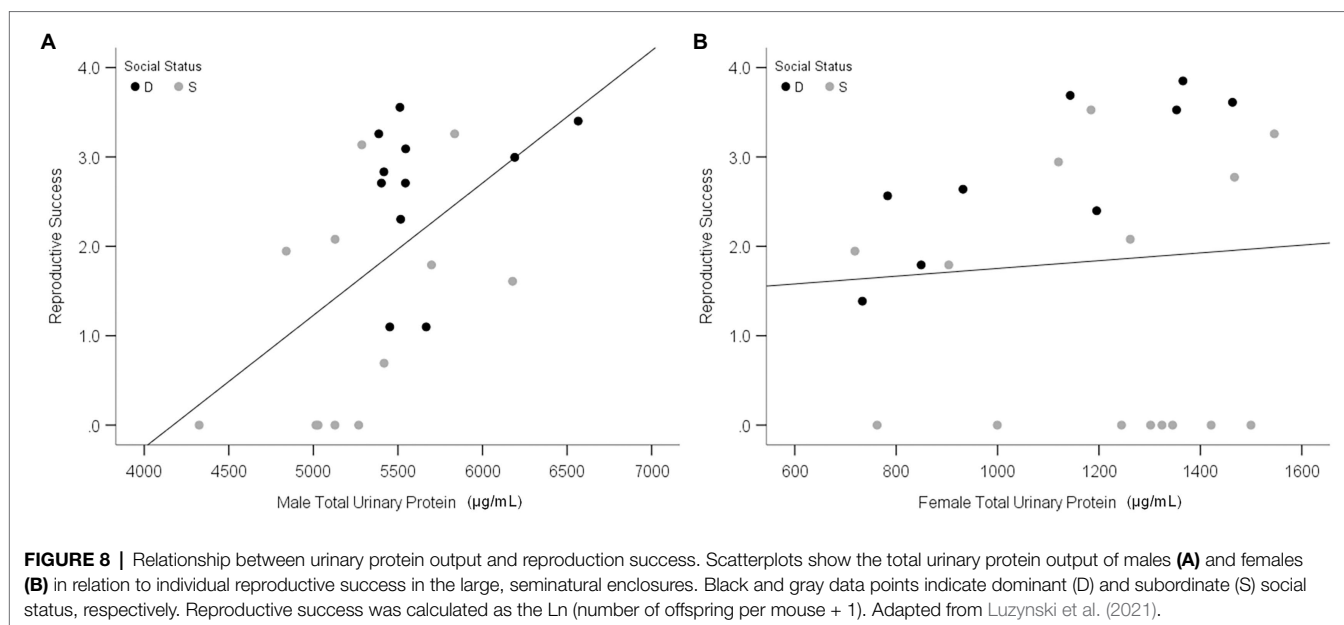 A
Social Status
D S
4.0
3.0
2.0
1.0
.0
Reproductive Success
4000 4500 5000 5500 6000 6500 7000
Male Total Urinary Protein (µg/mL)
B
Social Status
D S
4.0
3.0
2.0
1.0
.0
Reproductive Success
600 800 1000 1200 1400 1600
Female Total Urinary Protein (µg/mL)
FIGURE 8 | Relationship between urinary protein output and reproduction success. Scatterplots show the total urinary protein output of males (A) and females
(B) in relation to individual reproductive success in the large, seminatural enclosures. Black and gray data points indicate dominant (D) and subordinate (S) social
status, respectively. Reproductive success was calculated as the Ln (number of offspring per mouse + 1). Adapted from Luzynski et al. (2021).